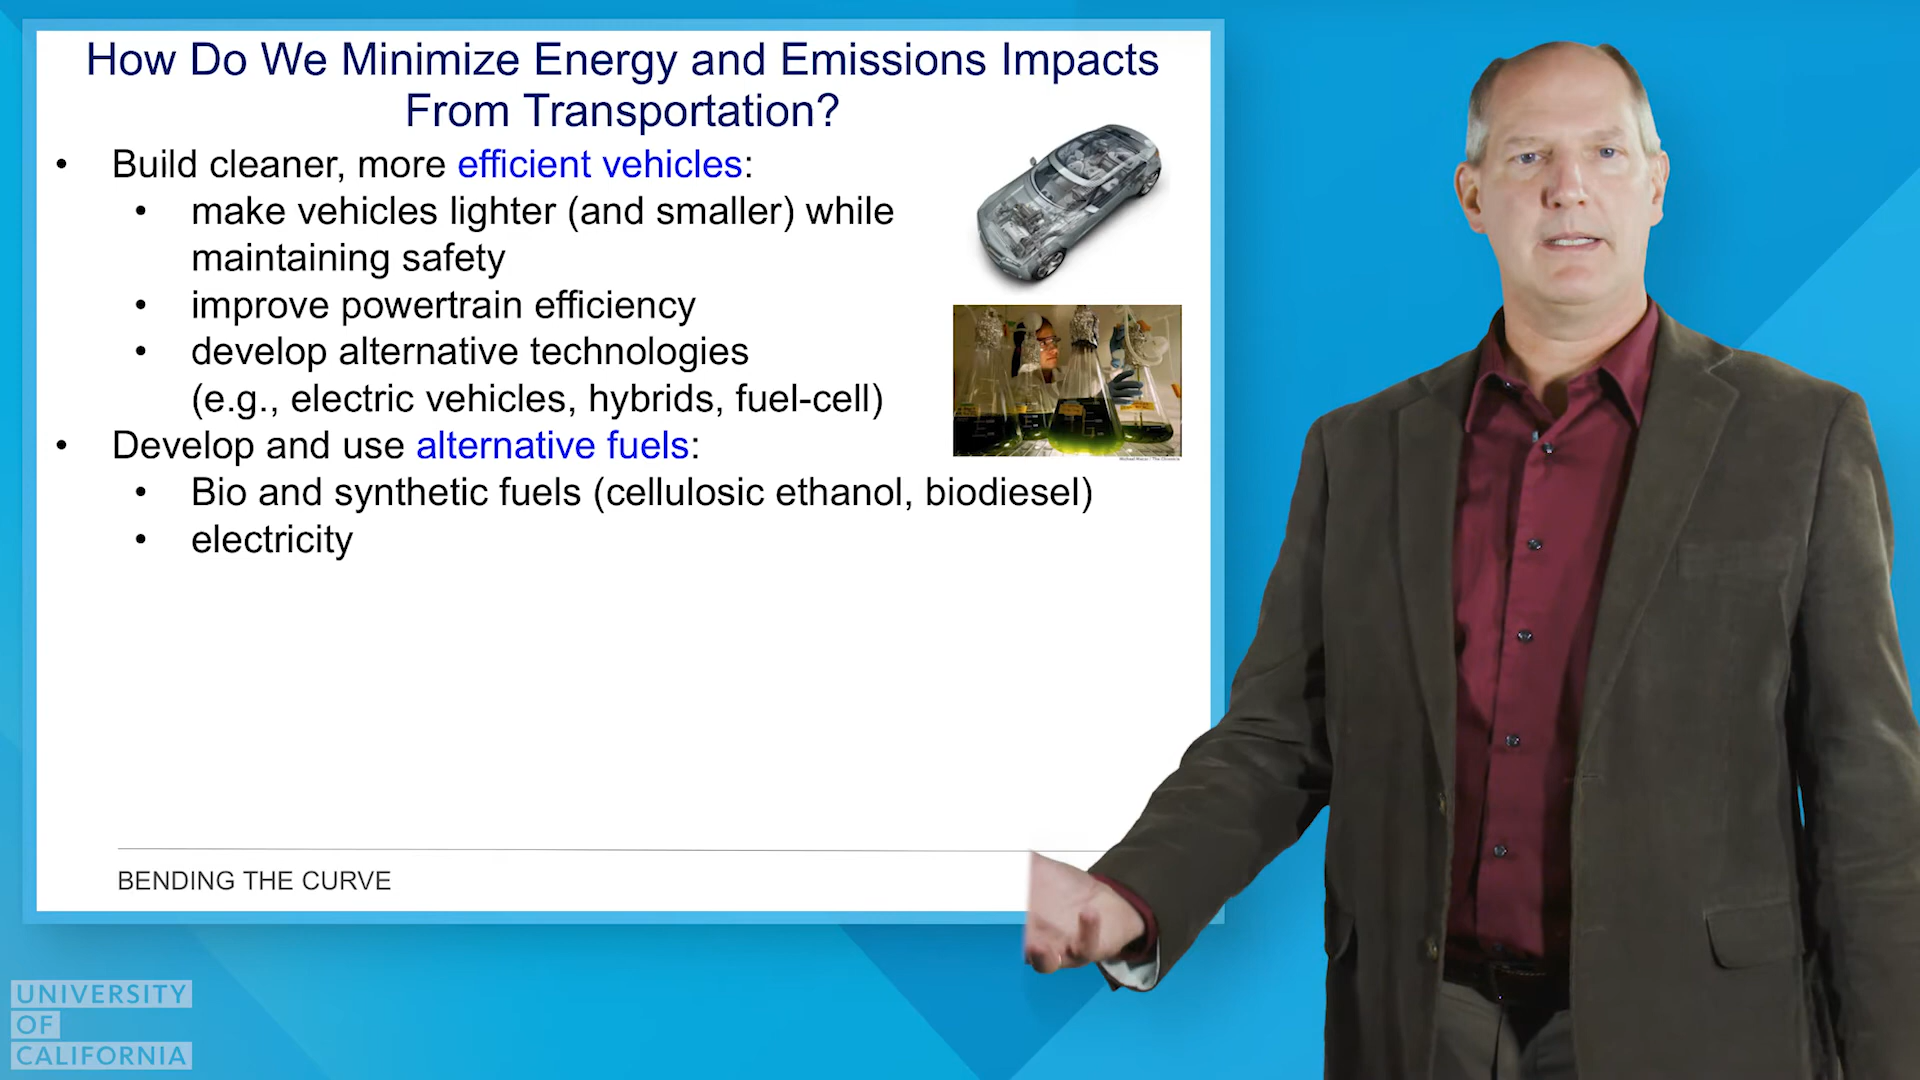 How Do We Minimize Energy and Emissions Impacts
From Transportation?
• Build cleaner, more efficient vehicles:
• make vehicles lighter (and smaller) while
maintaining safety
• improve powertrain efficiency
• develop alternative technologies
(e.g., electric vehicles, hybrids, fuel-cell)
• Develop and use alternative fuels:
• Bio and synthetic fuels (cellulosic ethanol, biodiesel)
• electricity
BENDING THE CURVE
UNIVERSITY
OF
CALIFORNIA